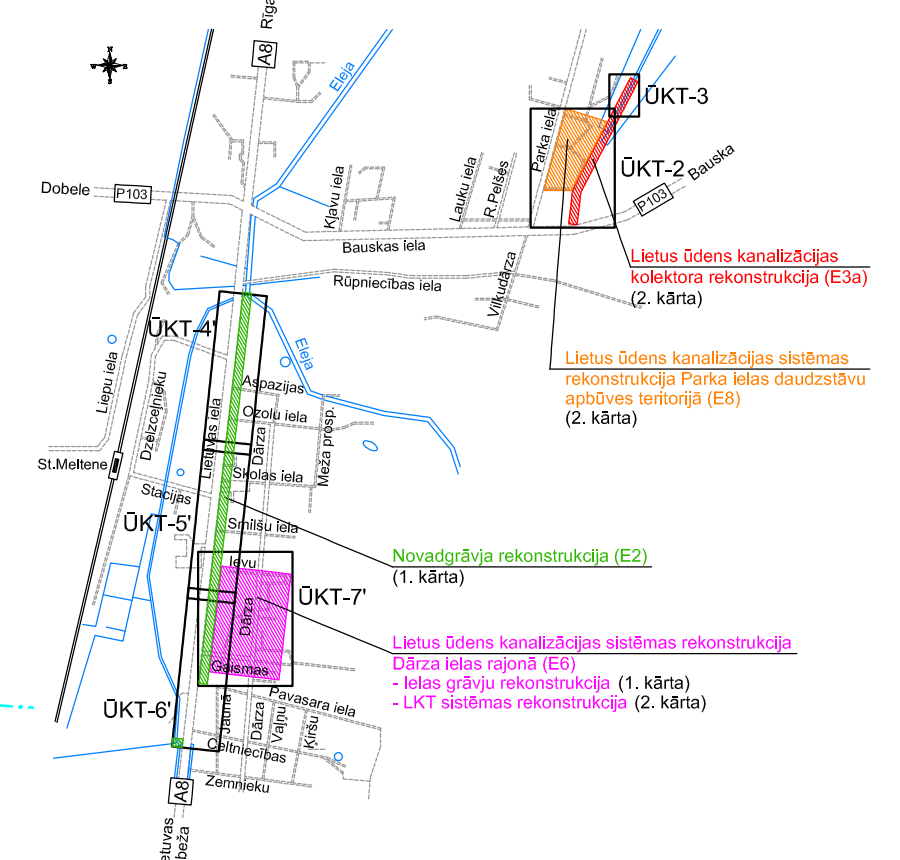 Rīga
A8
N
W
S
Eleja
Parka iela
ŪKT-3
ŪKT-2
Dobele
P103
Kļavu iela
Lauku iela
R.Pelšes
P103
Bauska
Bauskas iela
Rūpniecības iela
Vilkudārza
Lietus ūdens kanalizācijas
kolektora rekonstrukcija (E3a)
(2. kārta)
ŪKT-4'
Eleja
Liepu iela
Dzelzceļnieku
Lietuvas iela
Aspazijas
Ozolu iela
Dārza
Meža prosp.
Lietus ūdens kanalizācijas sistēmas
rekonstrukcija Parka ielas daudzstāvu
apbūves teritorijā (E8)
(2. kārta)
St.Meltene
Skolas iela
Stacijas
ŪKT-5'
Smilšu iela
Ievu
Novadgrāvja rekonstrukcija (E2)
(1. kārta)
ŪKT-7'
Dārza
Gaismas
Lietus ūdens kanalizācijas sistēmas rekonstrukcija
Dārza ielas rajonā (E6)
- Ielas grāvju rekonstrukcija (1. kārta)
- LKT sistēmas rekonstrukcija (2. kārta)
ŪKT-6'
Jaunā
Dārza
Vaļņu
Ķiršu
Pavasara iela
Celtniecības
Zemnieku
A8